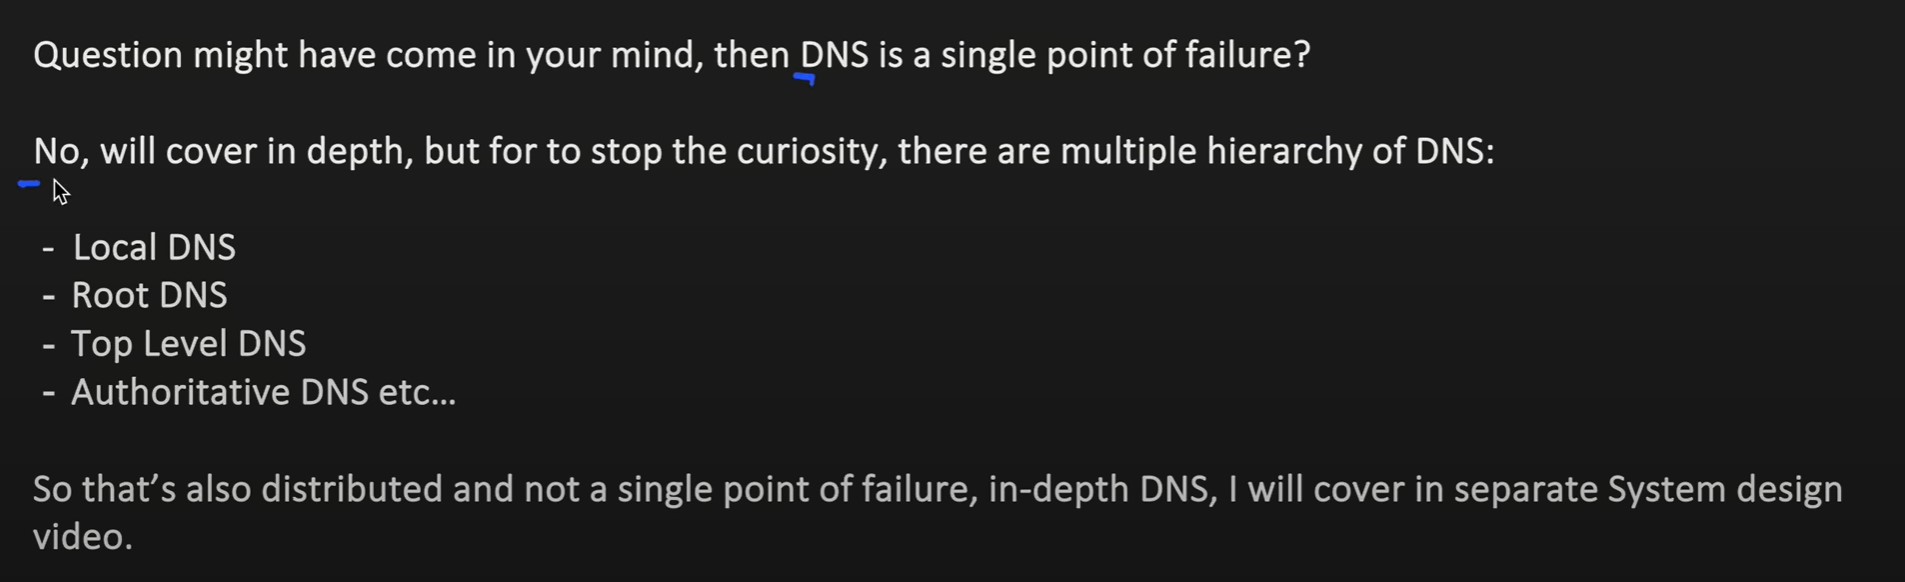 Question might have come in your mind, then DNS is a single point of failure?
No, will cover in depth, but for to stop the curiosity, there are multiple hierarchy of DNS:
- Local DNS
- Root DNS
- Top Level DNS
- Authoritative DNS etc...
So that's also distributed and not a single point of failure, in-depth DNS, I will cover in separate System design
video.